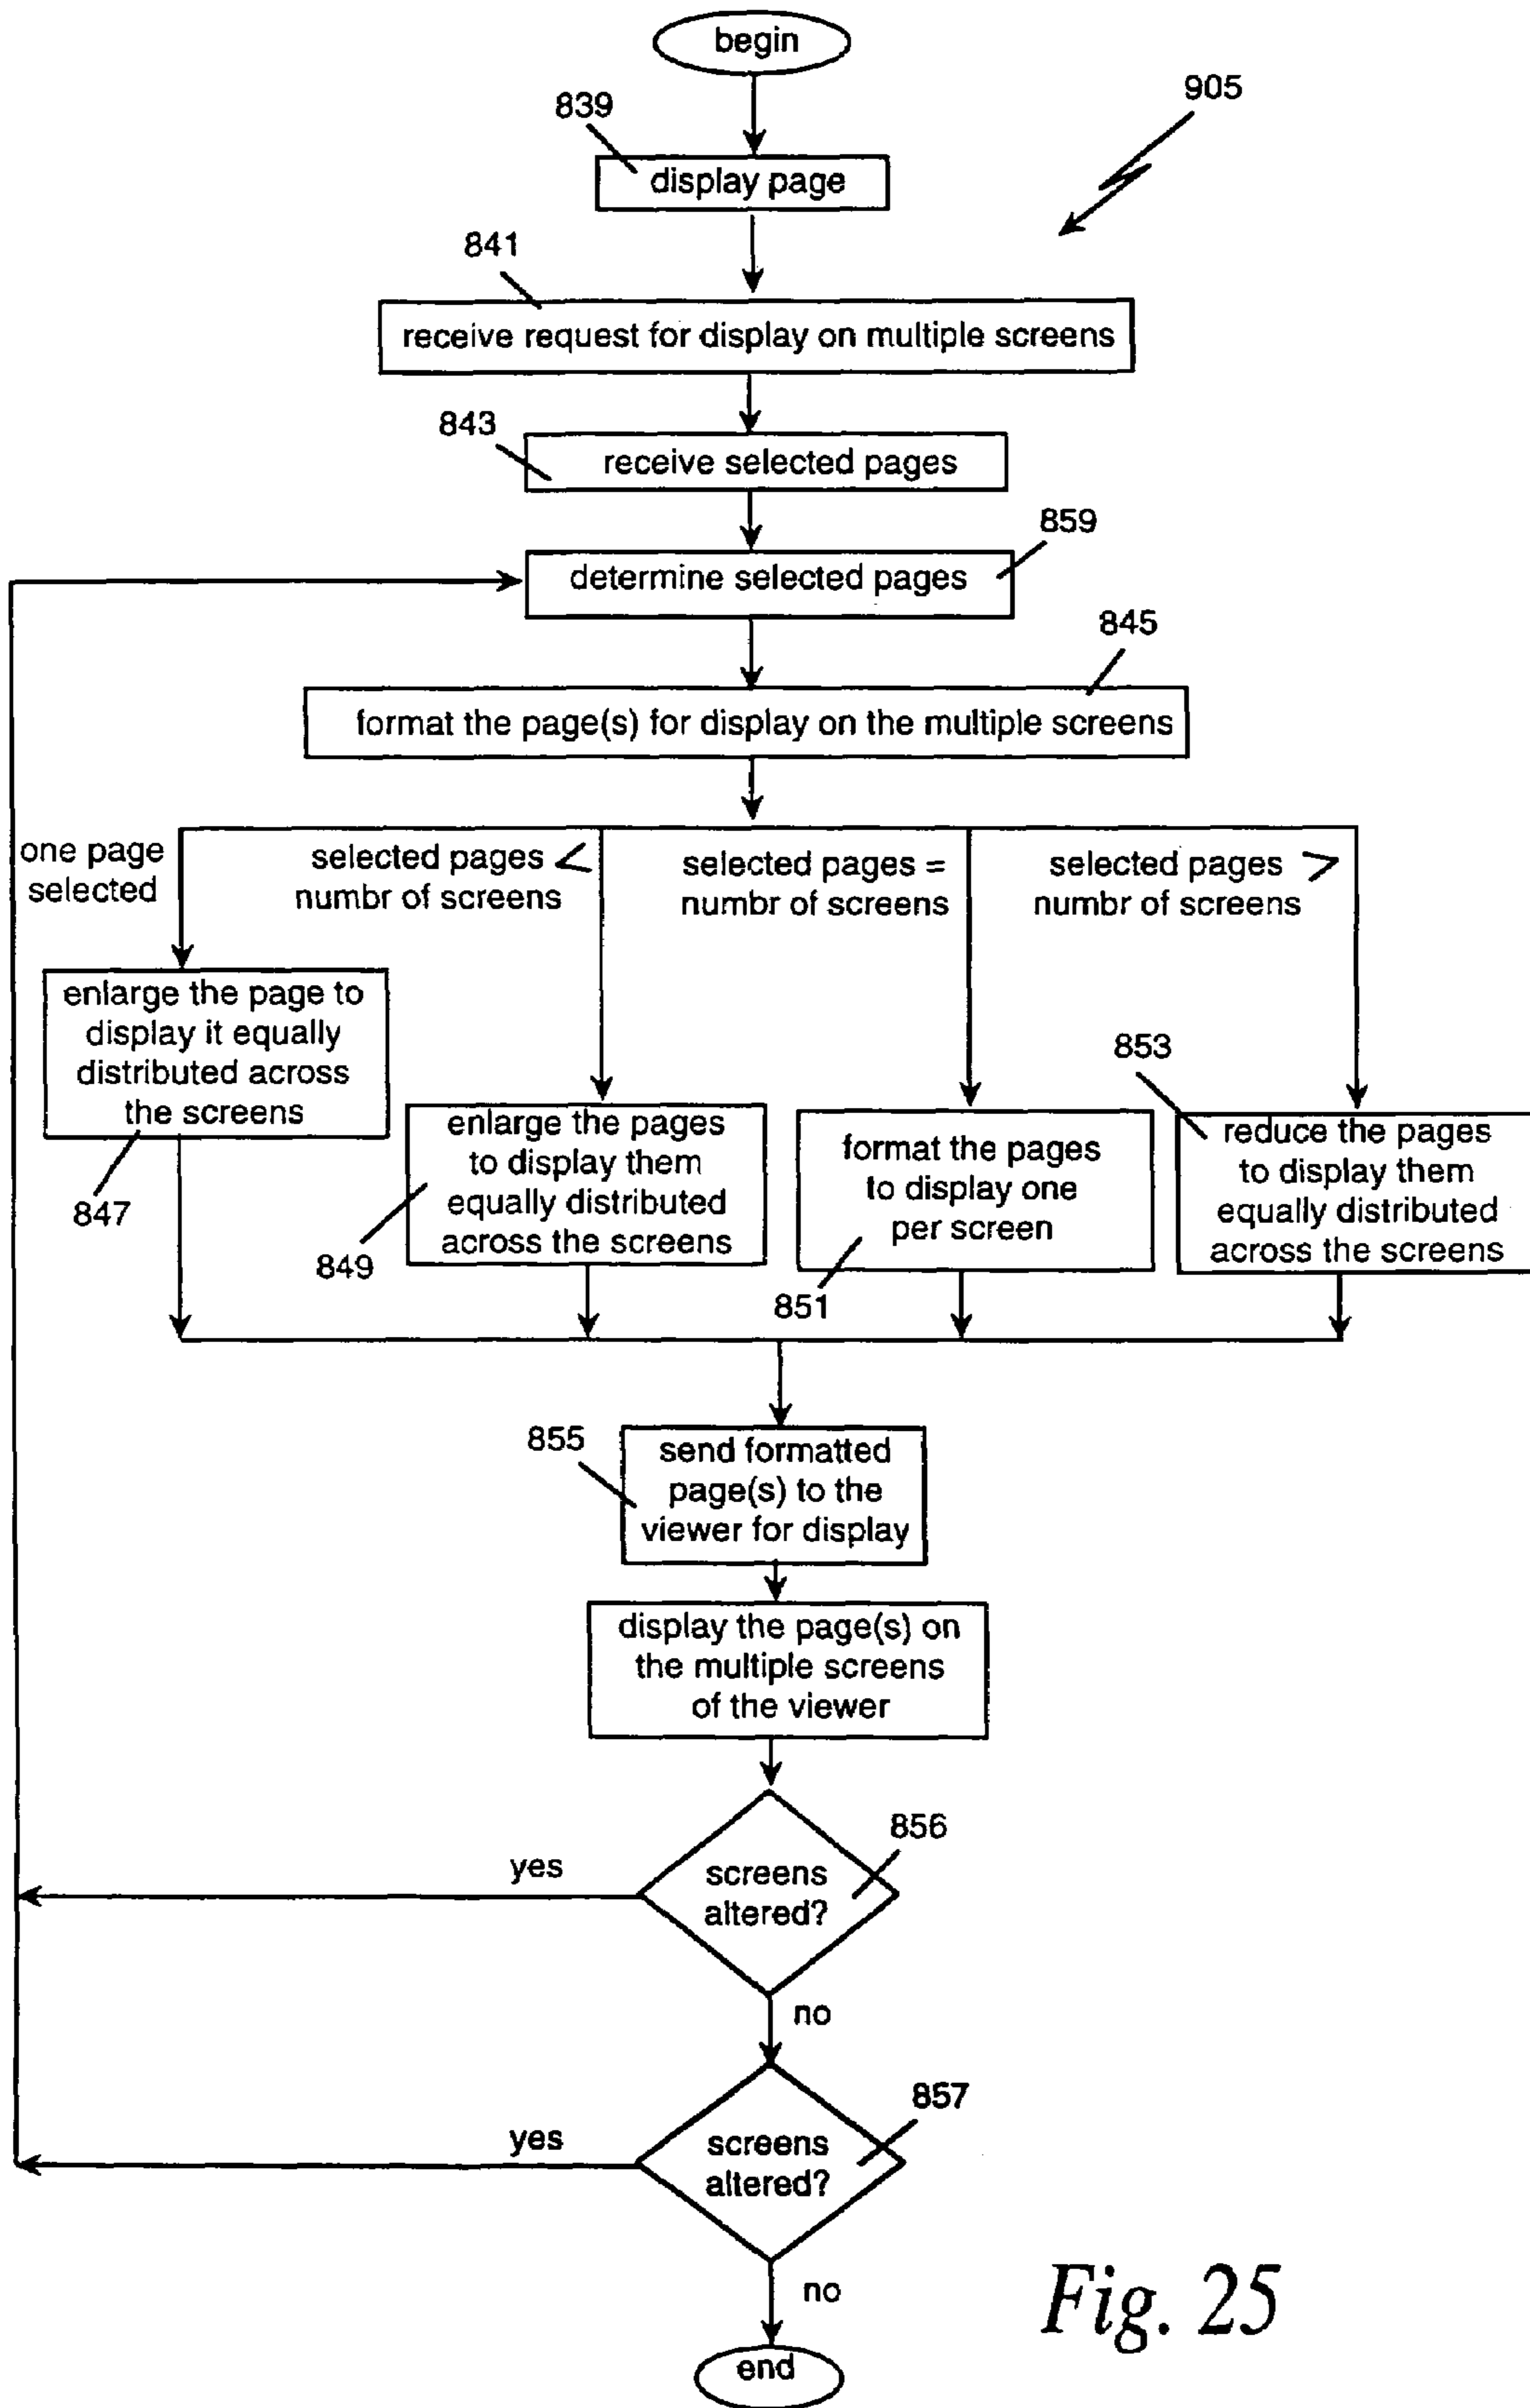 begin
839
905
display page
841
receive request for display on multiple screens
843
receive selected pages
859
determine selected pages
845
format the page(s) for display on the multiple screens
one page
selected
selected pages <
numbr of screens
selected pages =
numbr of screens
selected pages >
numbr of screens
enlarge the page to
display it equally
distributed across
the screens
847
enlarge the pages
to display them
equally distributed
across the screens
849
format the pages
to display one
per screen
851
853
reduce the pages
to display them
equally distributed
across the screens
855
send formatted
page(s) to the
viewer for display
display the page(s) on
the multiple screens
of the viewer
856
yes
screens
altered?
no
857
yes
screens
altered?
no
end
Fig. 25